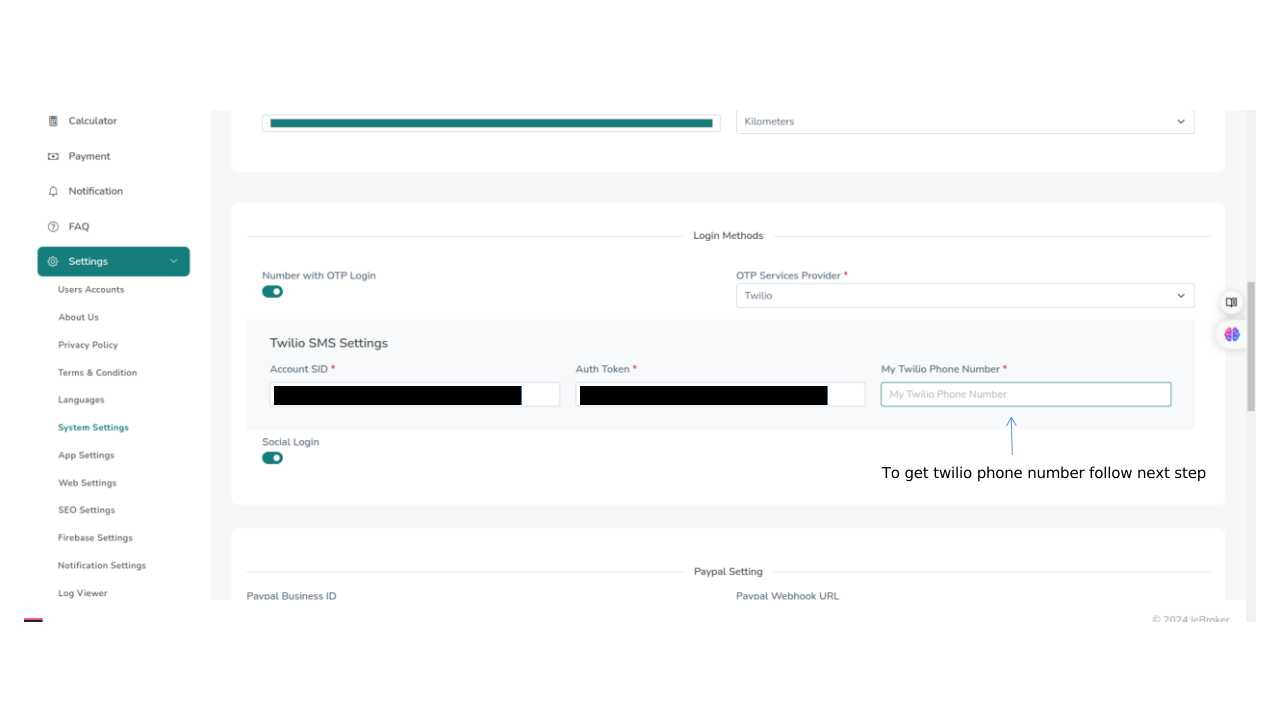 Calculator
Payment
Notification
FAQ
Settings
Users Accounts
About Us
Privacy Policy
Terms & Condition
Languages
System Settings
App Settings
Web Settings
SEO Settings
Firebase Settings
Notification Settings
Log Viewer
Kilometers
Login Methods
Number with OTP Login
OTP Services Provider *
Twilio
Twilio SMS Settings
Account SID *
Auth Token *
My Twilio Phone Number *
My Twilio Phone Number
Social Login
To get twilio phone number follow next step
Paypal Setting
Paypal Business ID
Paypal Webhook URL
© 2024